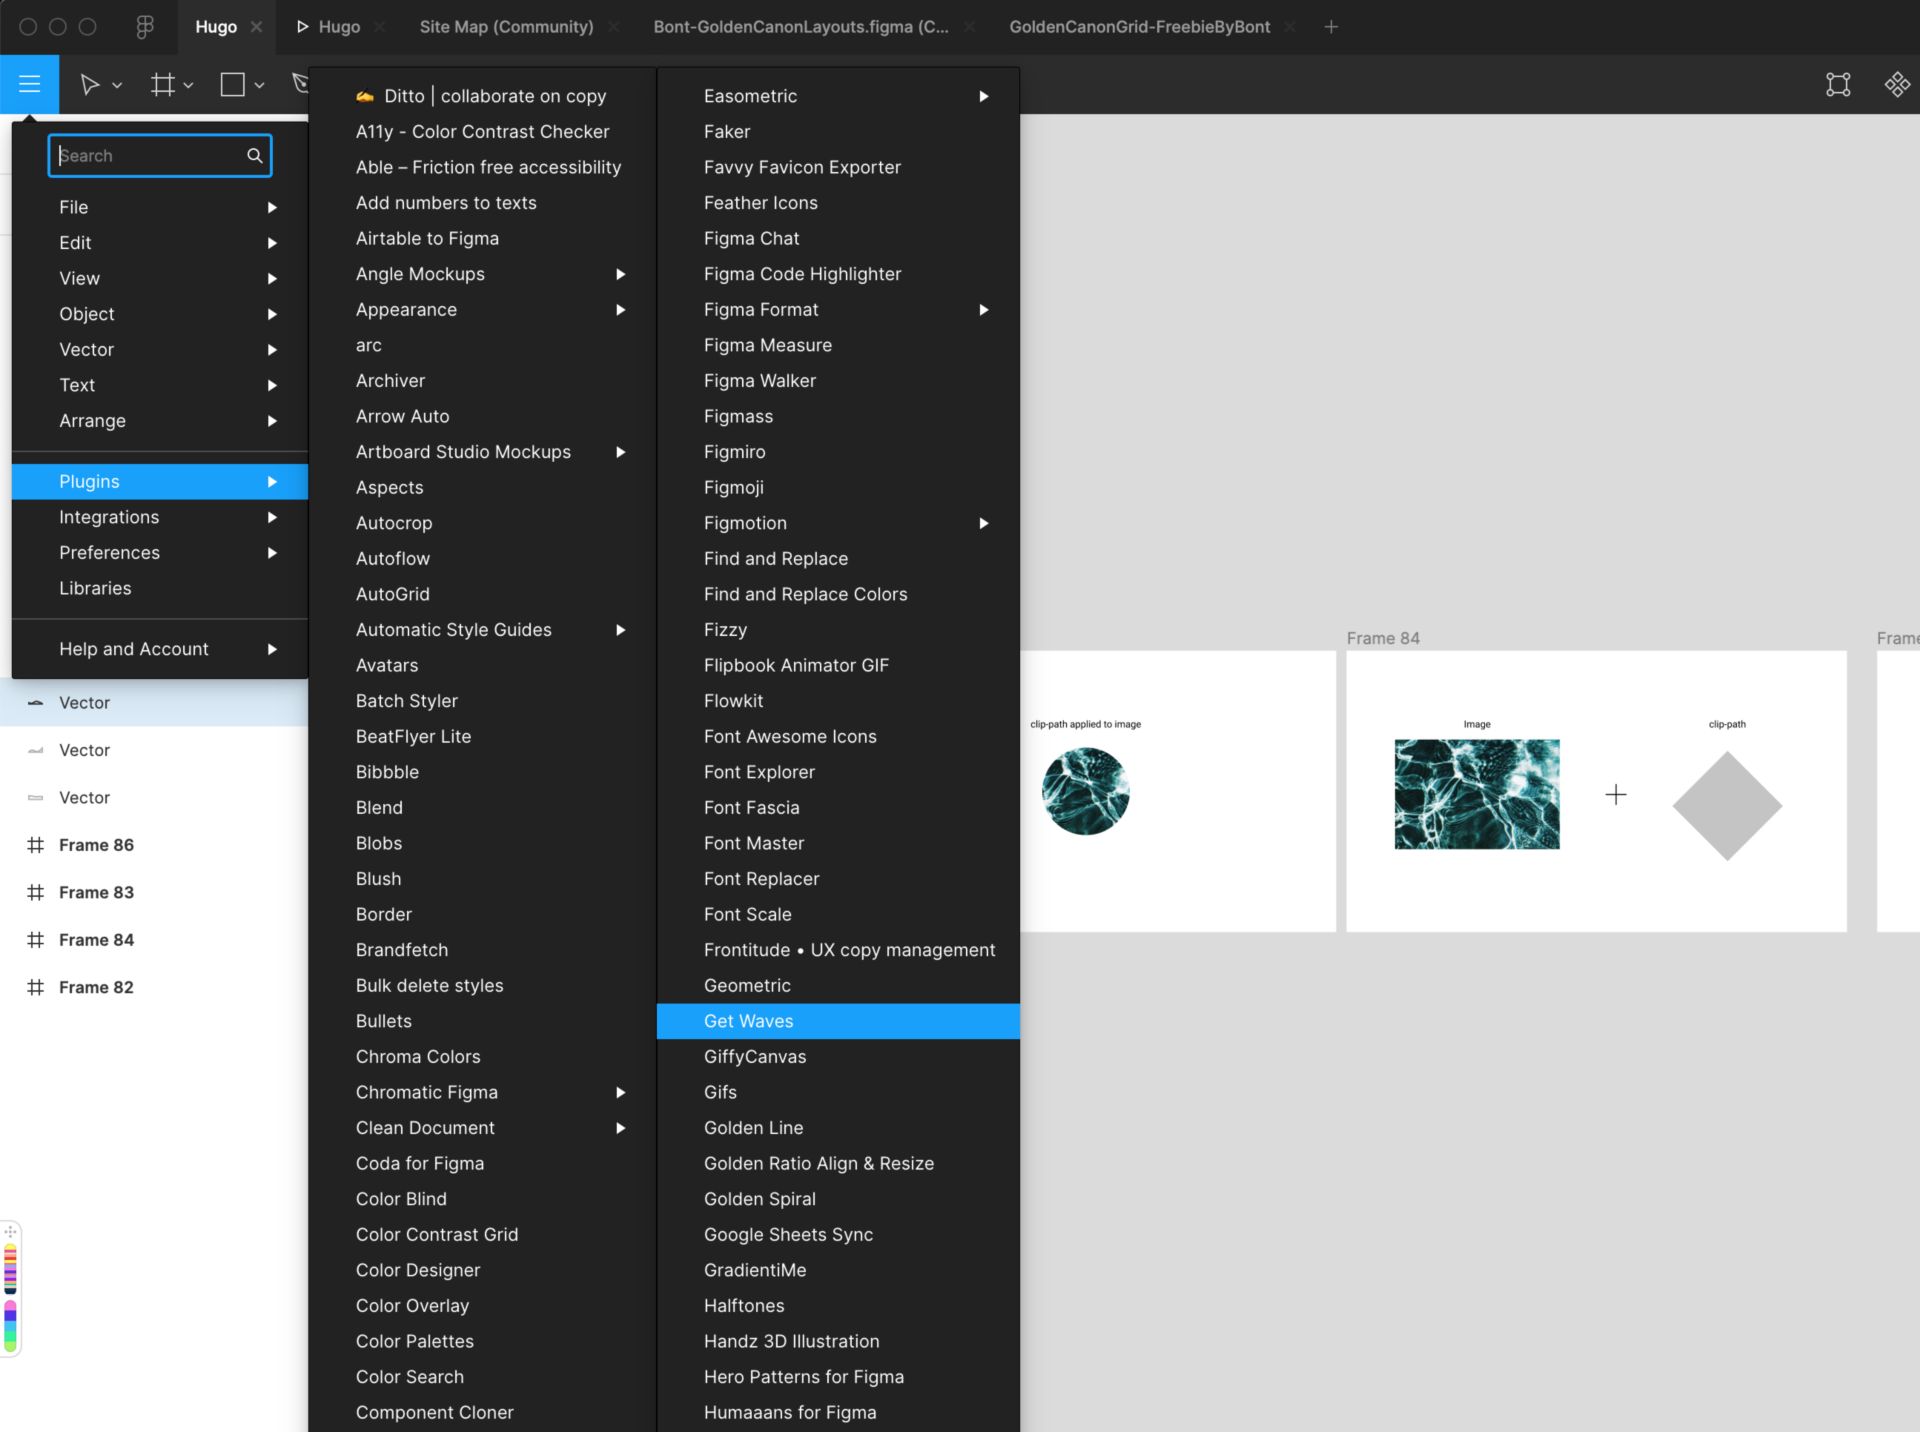 Hugo
Hugo
Site Map (Community)
Bont-GoldenCanonLayouts.figma (C...
GoldenCanonGrid-FreebieByBont
Search
File
Edit
View
Object
Vector
Text
Arrange
Plugins
Integrations
Preferences
Libraries
Help and Account
Vector
Vector
Vector
Frame 86
Frame 83
Frame 84
Frame 82
✍️ Ditto | collaborate on copy
A11y - Color Contrast Checker
Able – Friction free accessibility
Add numbers to texts
Airtable to Figma
Angle Mockups
Appearance
arc
Archiver
Arrow Auto
Artboard Studio Mockups
Aspects
Autocrop
Autoflow
AutoGrid
Automatic Style Guides
Avatars
Batch Styler
BeatFlyer Lite
Bibbble
Blend
Blobs
Blush
Border
Brandfetch
Bulk delete styles
Bullets
Chroma Colors
Chromatic Figma
Clean Document
Coda for Figma
Color Blind
Color Contrast Grid
Color Designer
Color Overlay
Color Palettes
Color Search
Component Cloner
Easometric
Faker
Favvy Favicon Exporter
Feather Icons
Figma Chat
Figma Code Highlighter
Figma Format
Figma Measure
Figma Walker
Figmass
Figmiro
Figmoji
Figmotion
Find and Replace
Find and Replace Colors
Fizzy
Flipbook Animator GIF
Flowkit
Font Awesome Icons
Font Explorer
Font Fascia
Font Master
Font Replacer
Font Scale
Frontitude • UX copy management
Geometric
Get Waves
GiffyCanvas
Gifs
Golden Line
Golden Ratio Align & Resize
Golden Spiral
Google Sheets Sync
GradientiMe
Halftones
Handz 3D Illustration
Hero Patterns for Figma
Humaaans for Figma
clip-path applied to image
Frame 84
Image
clip-path
Frame